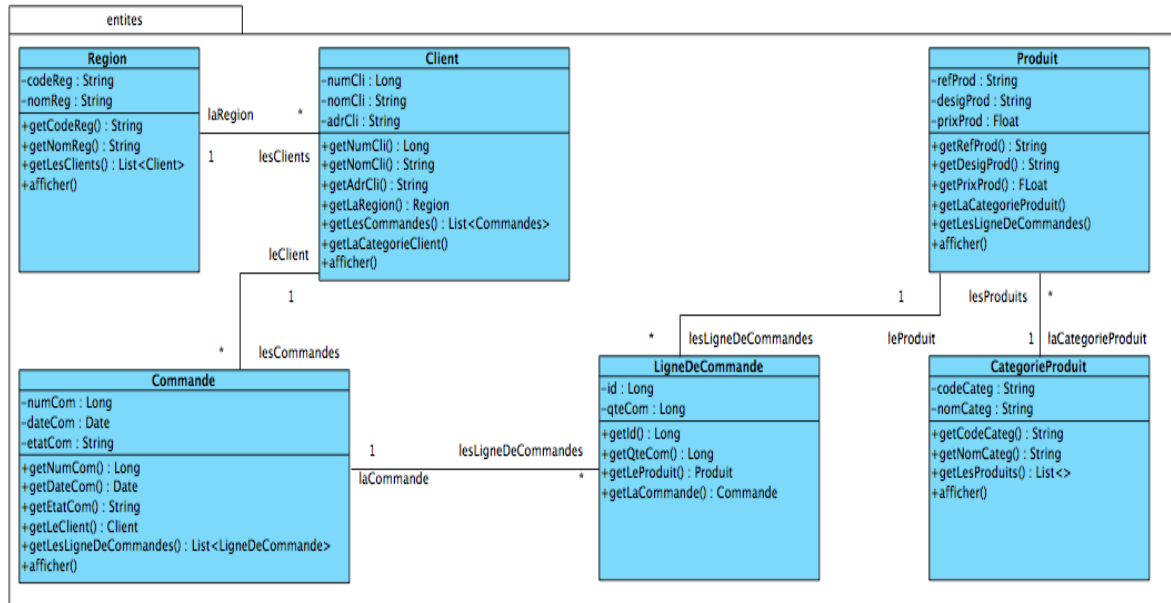 entites
Region
-codeReg : String
-nomReg : String
+getCodeReg() : String
+getNomReg() : String
+getLesClients() : List<Client>
+afficher()
laRegion
*
1
lesClients
Client
-numCli : Long
-nomCli : String
-adrCli : String
+getNumCli() : Long
+getNomCli() : String
+getAdrCli() : String
+getLaRegion() : Region
+getLesCommandes() : List<Commandes>
+getLaCategorieClient()
+afficher()
Produit
-refProd : String
-desigProd : String
-prixProd : Float
+getRefProd() : String
+getDesigProd() : String
+getPrixProd() : FLoat
+getLaCategorieProduit()
+getLesLigneDeCommandes()
+afficher()
leClient
1
*
lesCommandes
1
lesProduits
*
*
lesLigneDeCommandes
leProduit
1
laCategorieProduit
Commande
-numCom : Long
-dateCom : Date
-etatCom : String
+getNumCom() : Long
+getDateCom() : Date
+getEtatCom() : String
+getLeClient() : Client
+getLesLigneDeCommandes() : List<LigneDeCommande>
+afficher()
1
lesLigneDeCommandes
laCommande
*
LigneDeCommande
-id : Long
-qteCom : Long
+getId() : Long
+getQteCom() : Long
+getLeProduit() : Produit
+getLaCommande() : Commande
CategorieProduit
-codeCateg : String
-nomCateg : String
+getCodeCateg() : String
+getNomCateg() : String
+getLesProduits() : List<>
+afficher()